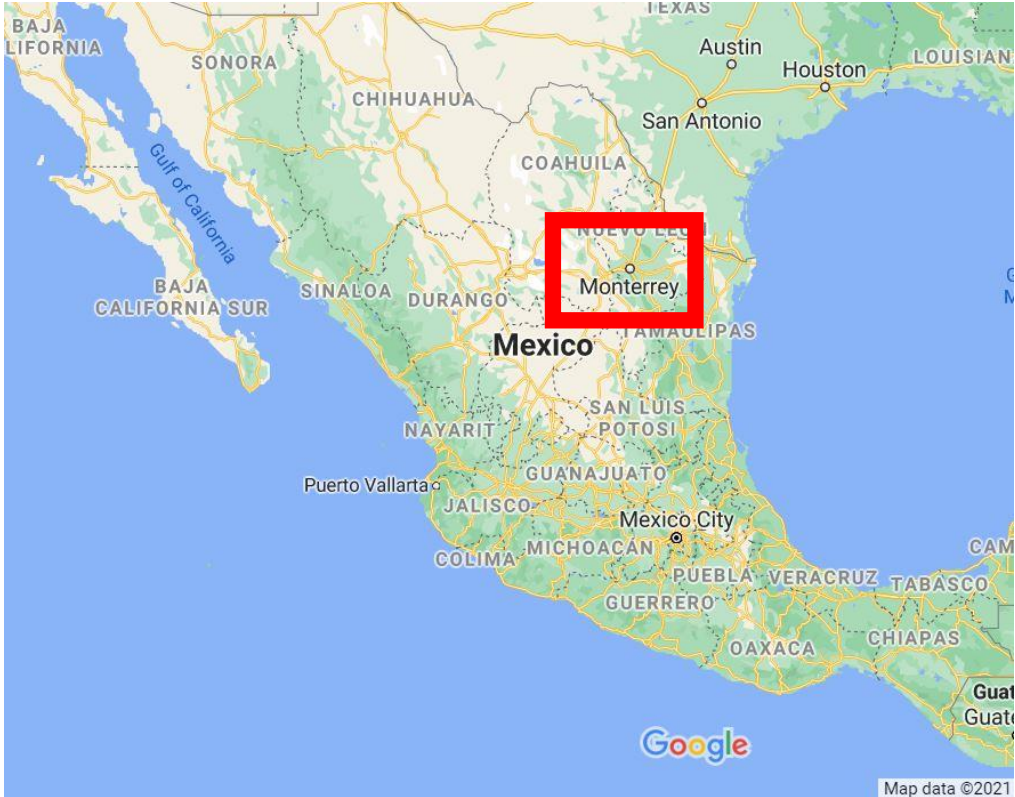 TEXAS
BAJA
LIFORNIA
SONORA
Austin
Houston
LOUISIAN
CHIHUAHUA
San Antonio
COAHUILA
Gulf of California
NUEVO LEÓN
Monterrey
BAJA
CALIFORNIA SUR
SINALOA
DURANGO
G
M
TAMAULIPAS
Mexico
SAN LUIS
POTOSI
NAYARIT
GUANAJUATO
Puerto Vallarta
JALISCO
Mexico City
COLIMA
MICHOACÁN
CAM
PUEBLA
VERACRUZ
TABASCO
GUERRERO
OAXACA
CHIAPAS
Guat
Guate
Google
Map data ©2021